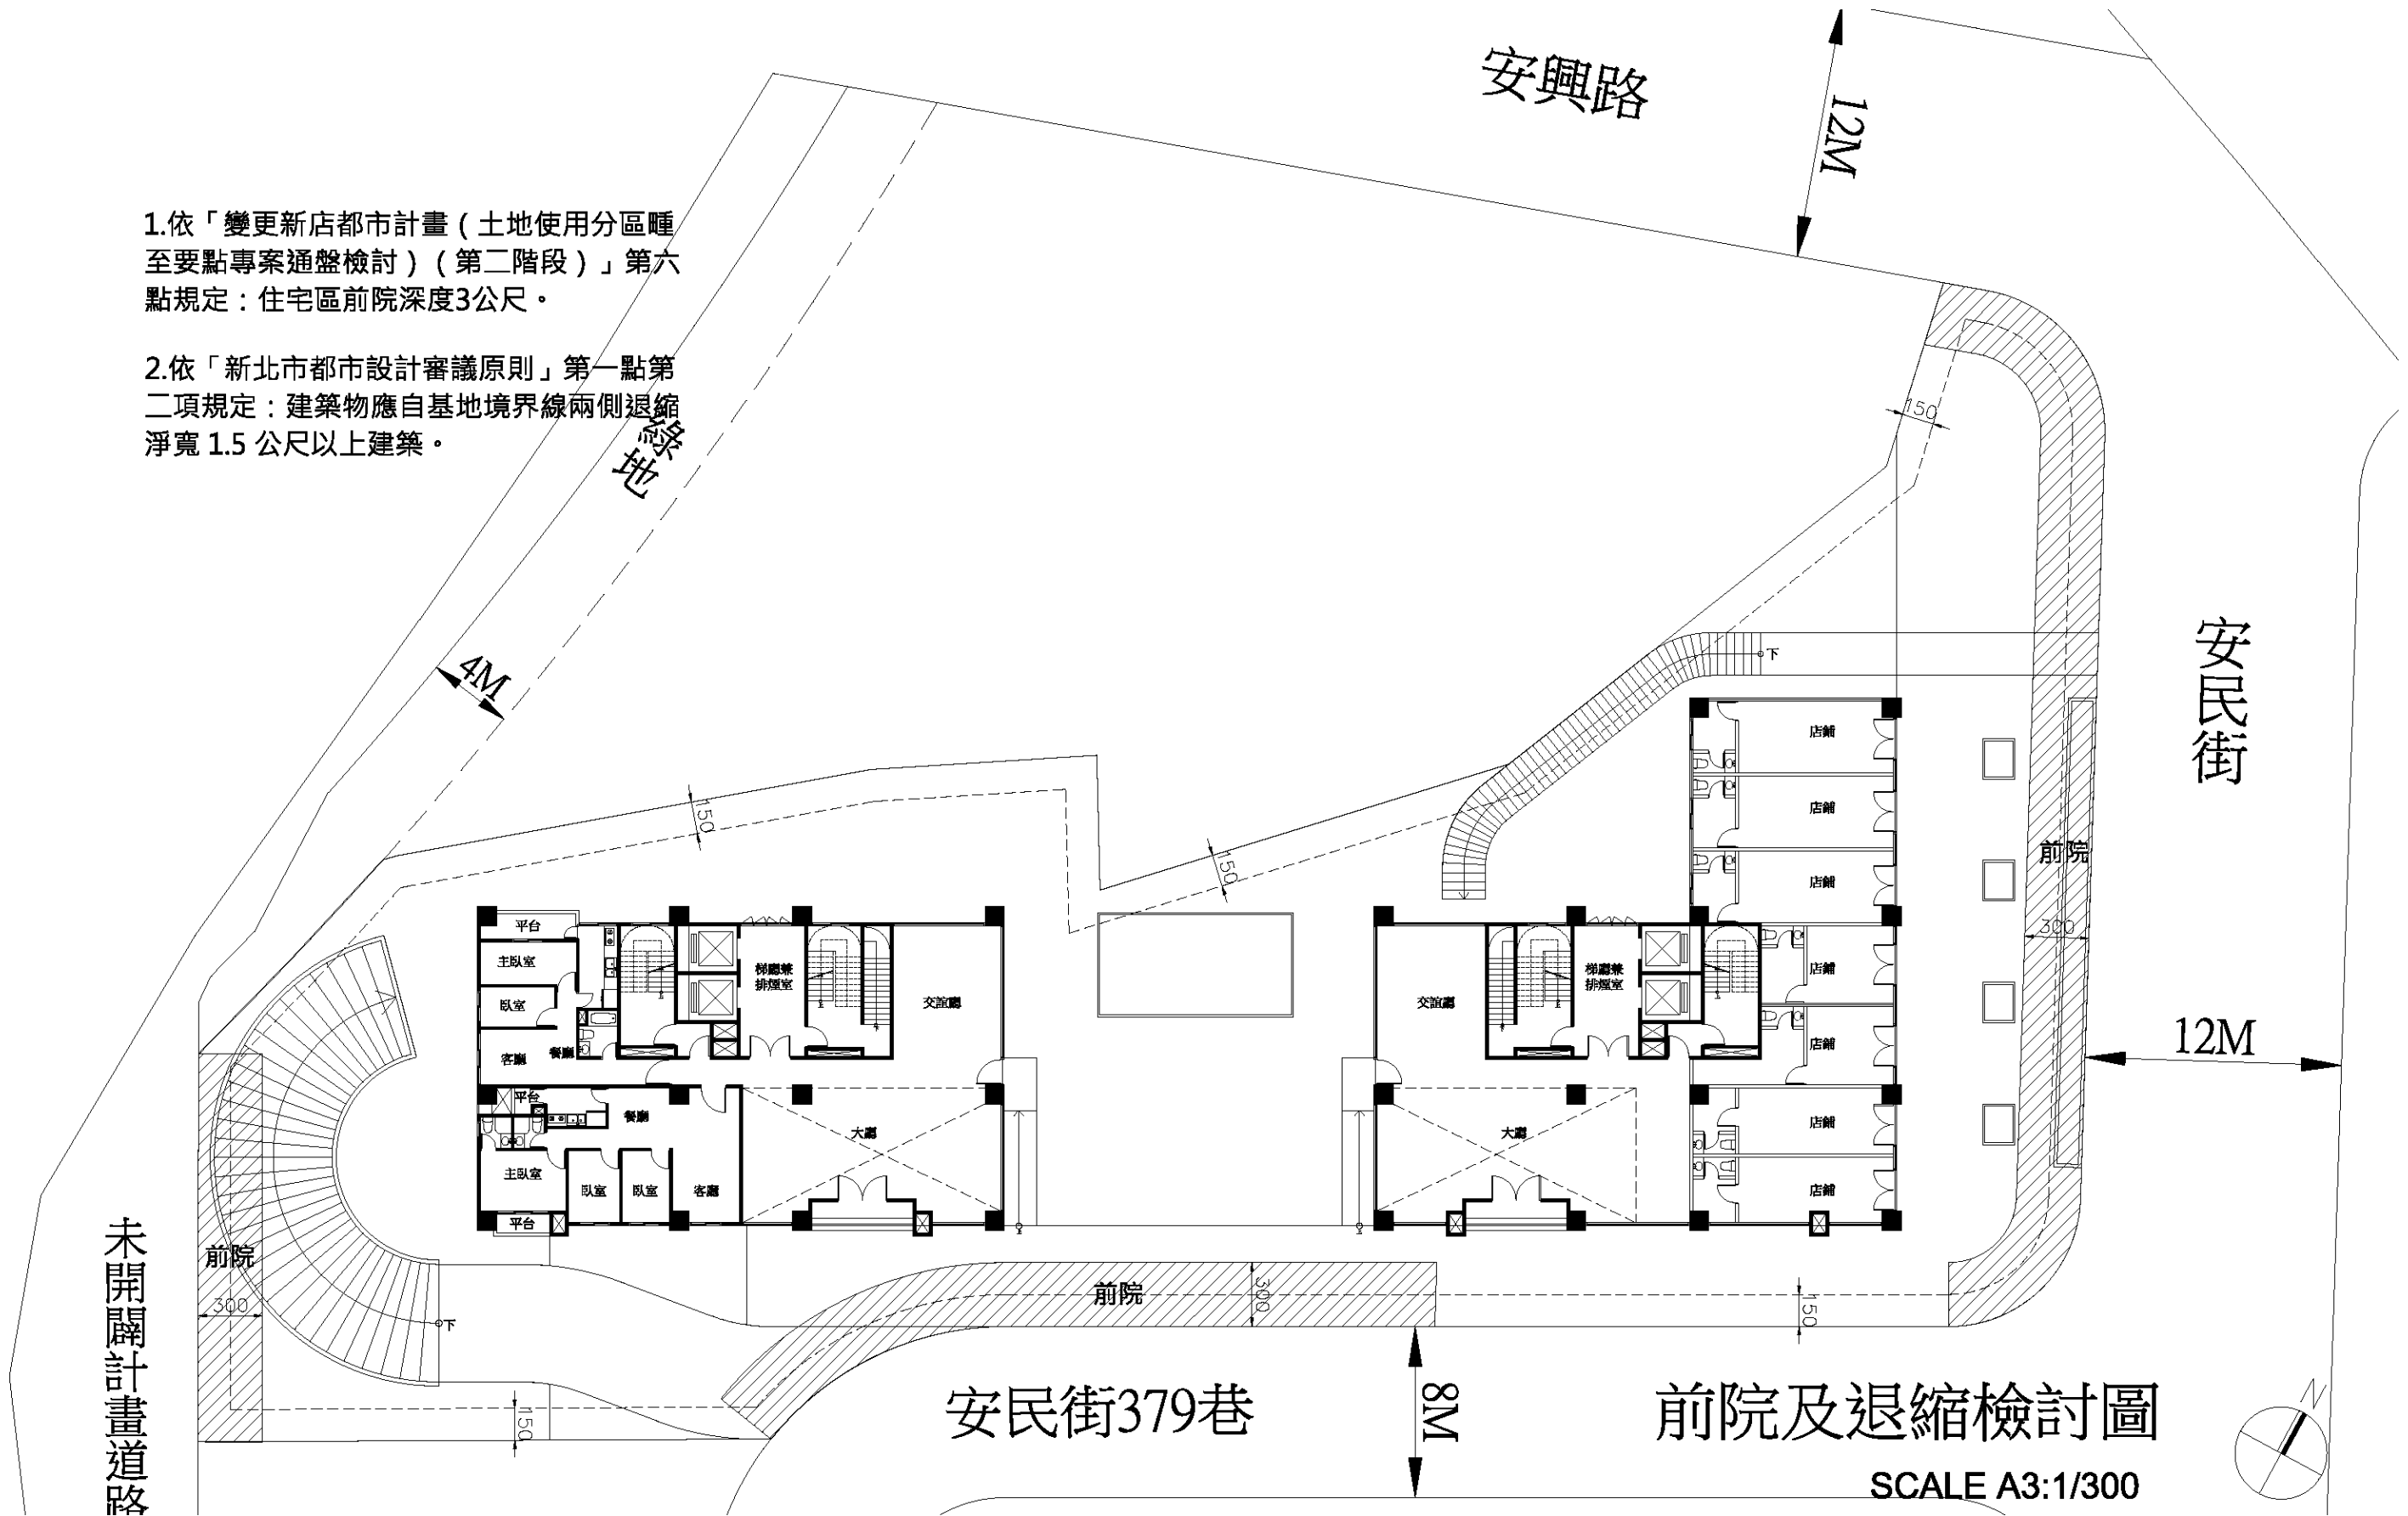 安興路
12M
1.依「變更新店都市計畫（土地使用分區畽
至要點專案通盤檢討）（第二階段）」第六
點規定：住宅區前院深度3公尺。
2.依「新北市都市設計審議原則」第一點第
二項規定：建築物應自基地境界線兩側退縮
淨寬 1.5 公尺以上建築。
綠地
150
4M
安民街
下
150
150
店鋪
店鋪
店鋪
前院
300
平台
主臥室
臥室
客廳
餐廳
梯廳兼
排煙室
交誼廳
交誼廳
梯廳兼
排煙室
店鋪
店鋪
12M
平台
餐廳
大廳
大廳
店鋪
主臥室
臥室
臥室
客廳
店鋪
平台
未開闢計畫道路
前院
300
下
前院
300
150
150
安民街379巷
8M
前院及退縮檢討圖
N
SCALE A3:1/300